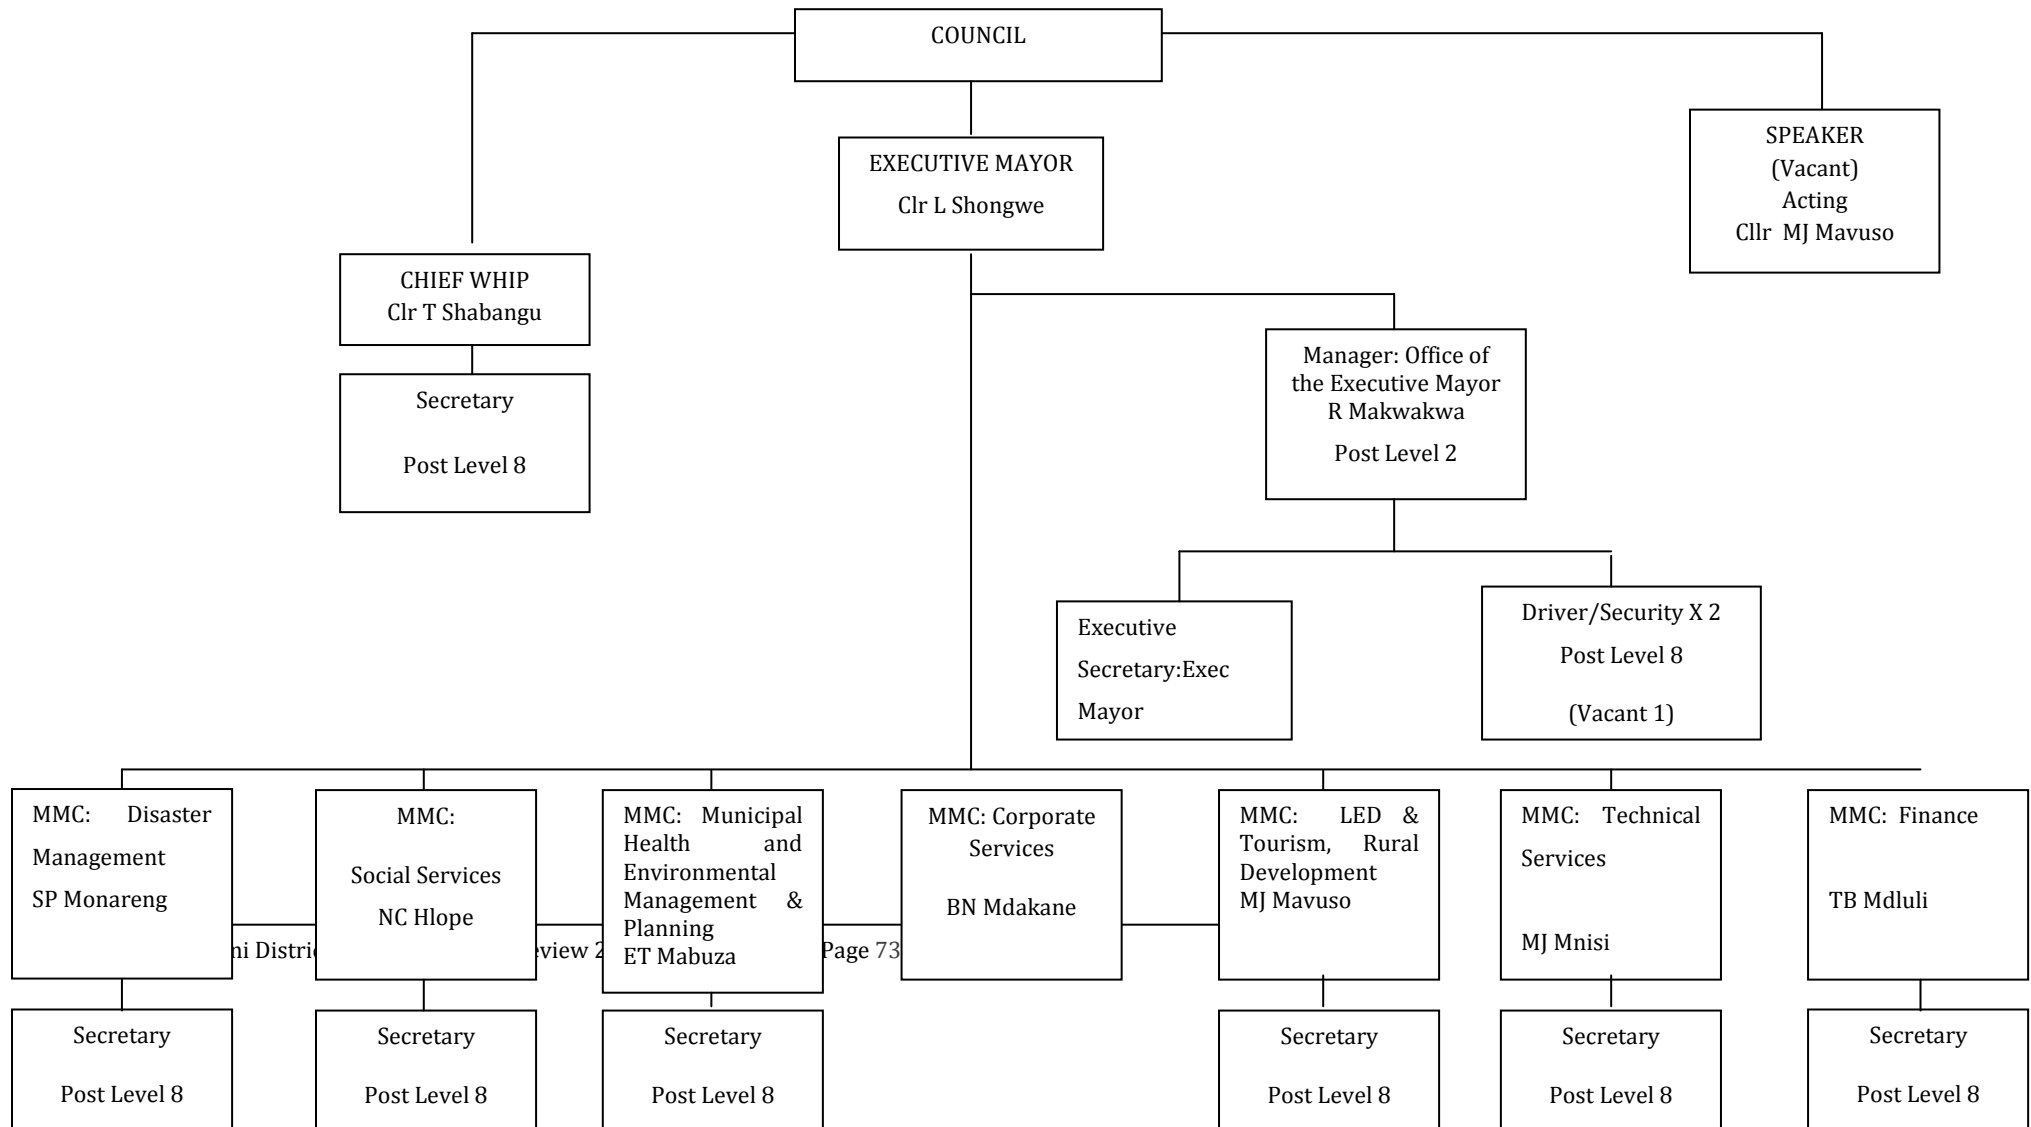 COUNCIL
EXECUTIVE MAYOR
Clr L Shongwe
SPEAKER
(Vacant)
Acting
Cllr MJ Mavuso
CHIEF WHIP
Clr T Shabangu
Secretary
Post Level 8
Manager: Office of
the Executive Mayor
R Makwakwa
Post Level 2
Executive
Secretary:Exec
Mayor
Driver/Security X 2
Post Level 8
(Vacant 1)
MMC: Disaster
Management
SP Monareng
MMC:
Social Services
NC Hlope
MMC: Municipal
Health and
Environmental
Management &
Planning
ET Mabuza
MMC: Corporate
Services
BN Mdakane
MMC: LED &
Tourism, Rural
Development
MJ Mavuso
MMC: Technical
Services
MJ Mnisi
MMC: Finance
TB Mdluli
Page 73
Secretary
Post Level 8
Secretary
Post Level 8
Secretary
Post Level 8
Secretary
Post Level 8
Secretary
Post Level 8
Secretary
Post Level 8